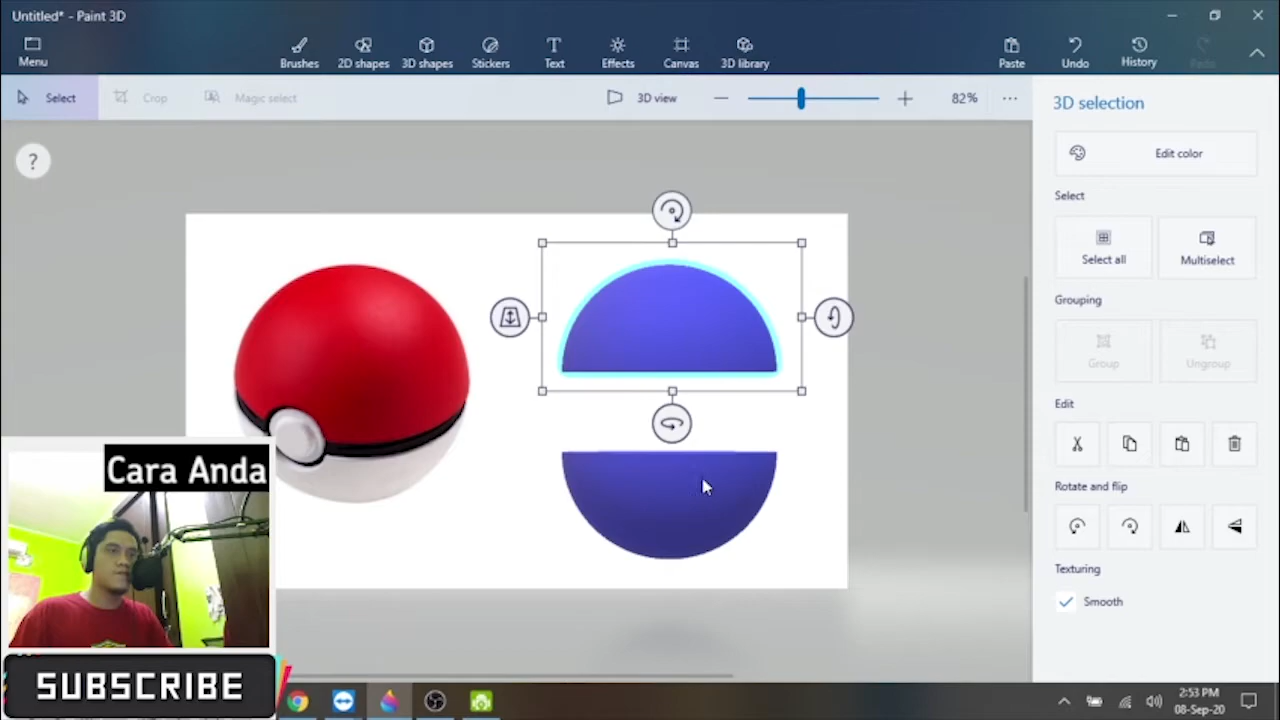 Untitled* - Paint 3D
Menu
Brushes
2D shapes
3D shapes
Stickers
Text
Effects
Canvas
3D library
Paste
Undo
History
Redo
Select
Crop
Magic select
3D view
82%
3D selection
?
Edit color
Select
Select all
Multiselect
Grouping
Group
Ungroup
Edit
Rotate and flip
Texturing
Smooth
Cara Anda
SUBSCRIBE
2:53 PM
08-Sep-20